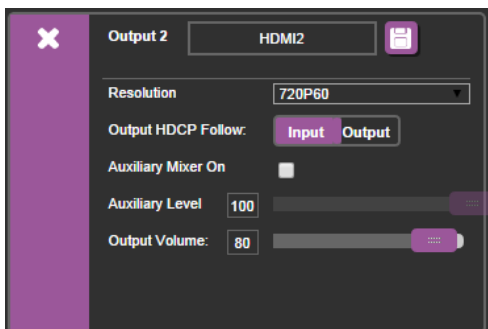 Output 2 HDMI2
Resolution 720P60
Output HDCP Follow: Input Output
Auxiliary Mixer On
Auxiliary Level 100
Output Volume: 80